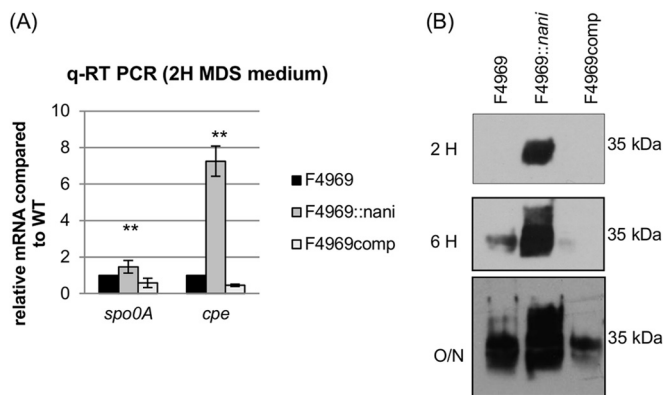 (A)
q-RT PCR (2H MDS medium)
relative mRNA compared
to WT
10
8
6
4
2
0
**
**
spo0A
cpe
F4969
F4969::nani
F4969comp
(B)
F4969
F4969::nani
F4969comp
2 H
35 kDa
6 H
35 kDa
O/N
35 kDa